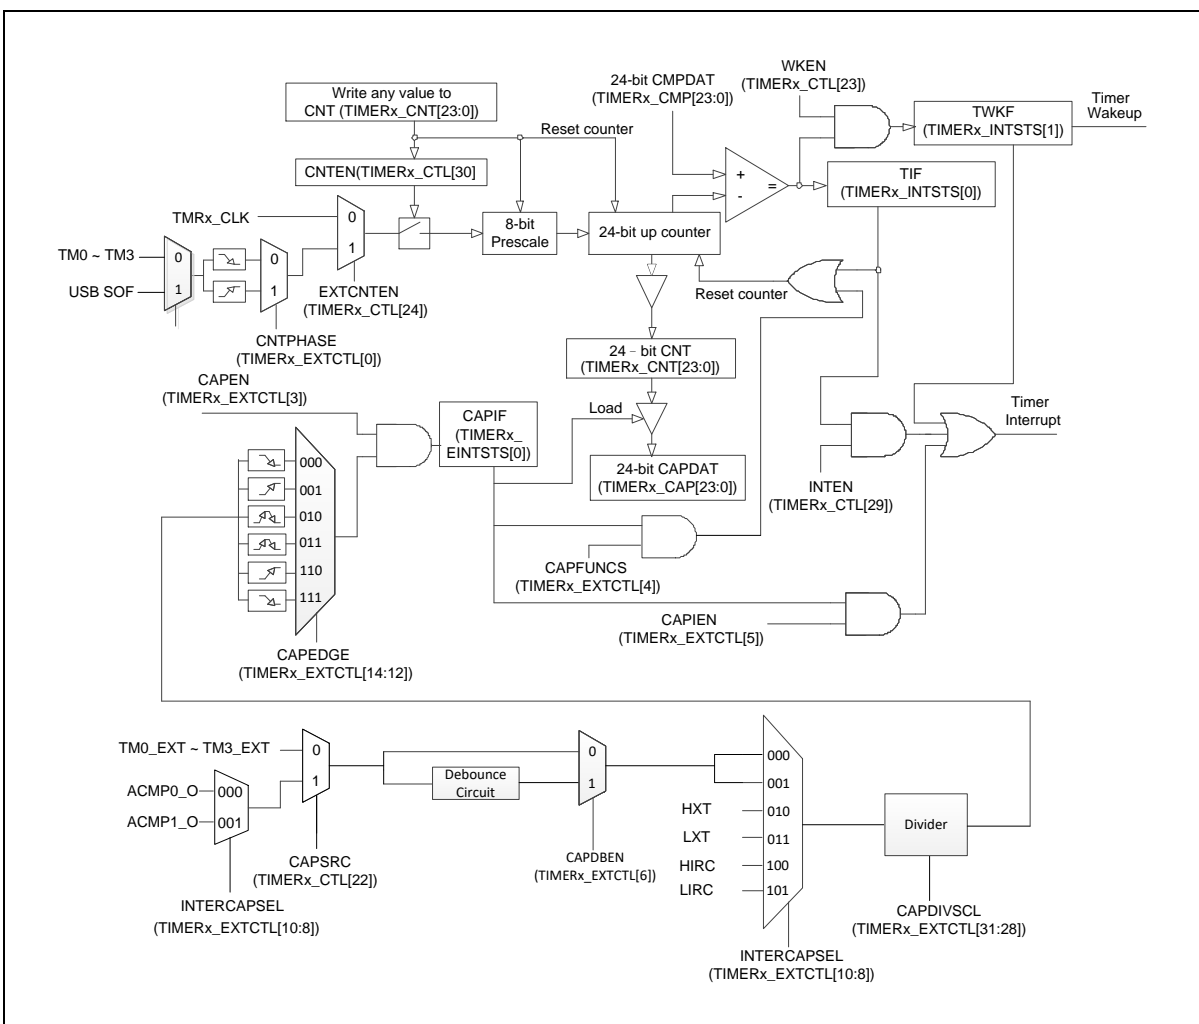 Write any value to
CNT (TIMERx_CNT[23:0])
24-bit CMPDAT
(TIMERx_CMP[23:0])
WKEN
(TIMERx_CTL[23])
TWKF
(TIMERx_INTSTS[1])
Timer
Wakeup
Reset counter
CNTEN(TIMERx_CTL[30]
+
-
=
TIF
(TIMERx_INTSTS[0])
TMRx_CLK
0
1
8-bit
Prescale
24-bit up counter
TM0 ~ TM3
USB SOF
0
1
0
1
EXTCNTEN
(TIMERx_CTL[24])
Reset counter
CNTPHASE
(TIMERx_EXTCTL[0])
24 - bit CNT
(TIMERx_CNT[23:0])
CAPEN
(TIMERx_EXTCTL[3])
CAPIF
(TIMERx_
EINTSTS[0])
Load
Timer
Interrupt
24-bit CAPDAT
(TIMERx_CAP[23:0])
INTEN
(TIMERx_CTL[29])
000
001
010
011
110
111
CAPFUNCS
(TIMERx_EXTCTL[4])
CAPIEN
(TIMERx_EXTCTL[5])
CAPEDGE
(TIMERx_EXTCTL[14:12])
TM0_EXT ~ TM3_EXT
0
1
ACMP0_O
000
ACMP1_O
001
Debounce
Circuit
0
1
000
001
HXT
010
LXT
011
HIRC
100
LIRC
101
Divider
CAPSRC
(TIMERx_CTL[22])
CAPDBEN
(TIMERx_EXTCTL[6])
INTERCAPSEL
(TIMERx_EXTCTL[10:8])
CAPDIVSCL
(TIMERx_EXTCTL[31:28])
INTERCAPSEL
(TIMERx_EXTCTL[10:8])